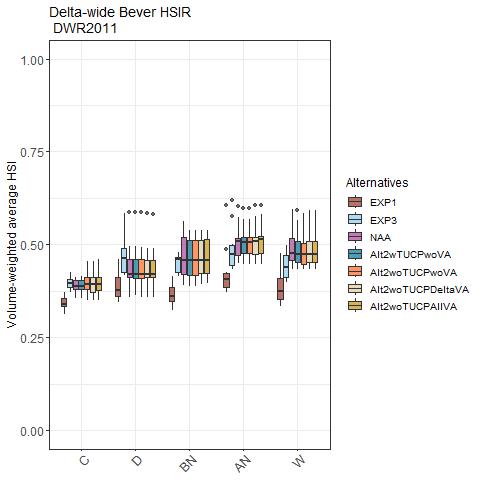 Delta-wide Bever HSIR
DWR2011
Volume-weighted average HSI
1.00
0.75
0.50
0.25
0.00
C
D
BN
AN
W
Alternatives
EXP1
EXP3
NAA
Alt2wTUCPwoVA
Alt2woTUCPwoVA
Alt2woTUCPDeltaVA
Alt2woTUCPAllVA